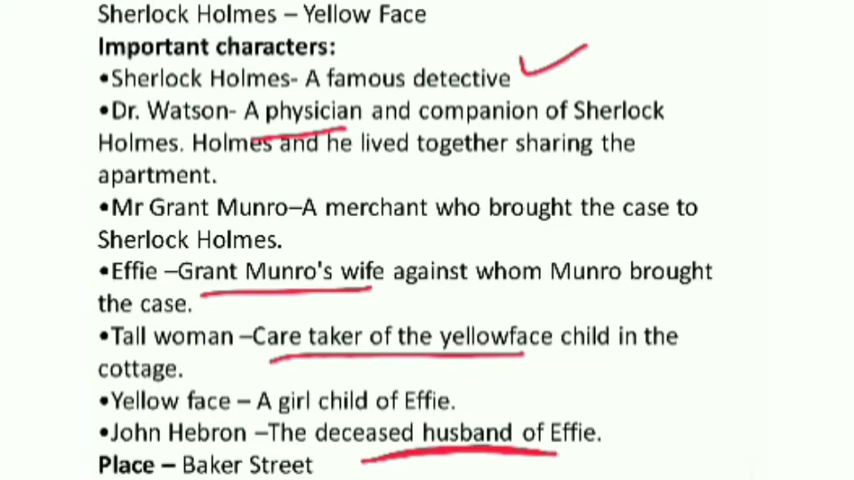 Sherlock Holmes – Yellow Face
Important characters:
•Sherlock Holmes- A famous detective
•Dr. Watson- A physician and companion of Sherlock
Holmes. Holmes and he lived together sharing the
apartment.
•Mr Grant Munro–A merchant who brought the case to
Sherlock Holmes.
•Effie –Grant Munro's wife against whom Munro brought
the case.
•Tall woman –Care taker of the yellowface child in the
cottage.
•Yellow face – A girl child of Effie.
•John Hebron –The deceased husband of Effie.
Place – Baker Street